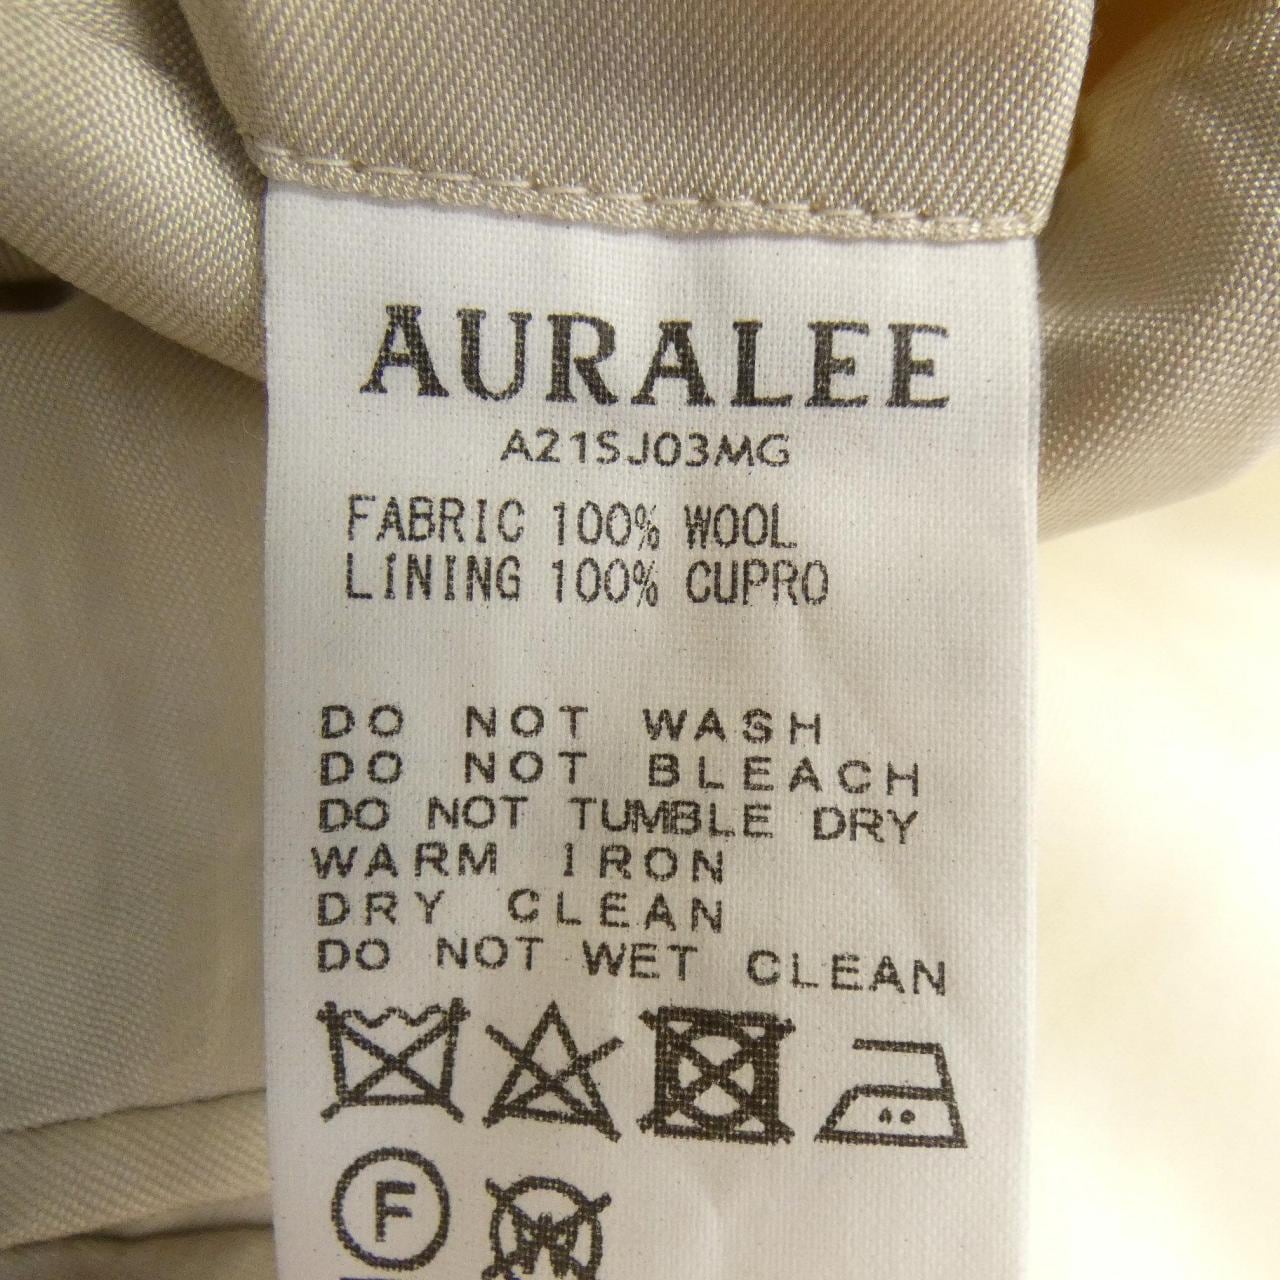 AURALEE
A21SJ03MG
FABRIC 100% WOOL
LINING 100% CUPRO
DO NOT WASH
DO NOT BLEACH
DO NOT TUMBLE DRY
WARM IRON
DRY CLEAN
DO NOT WET CLEAN
F W